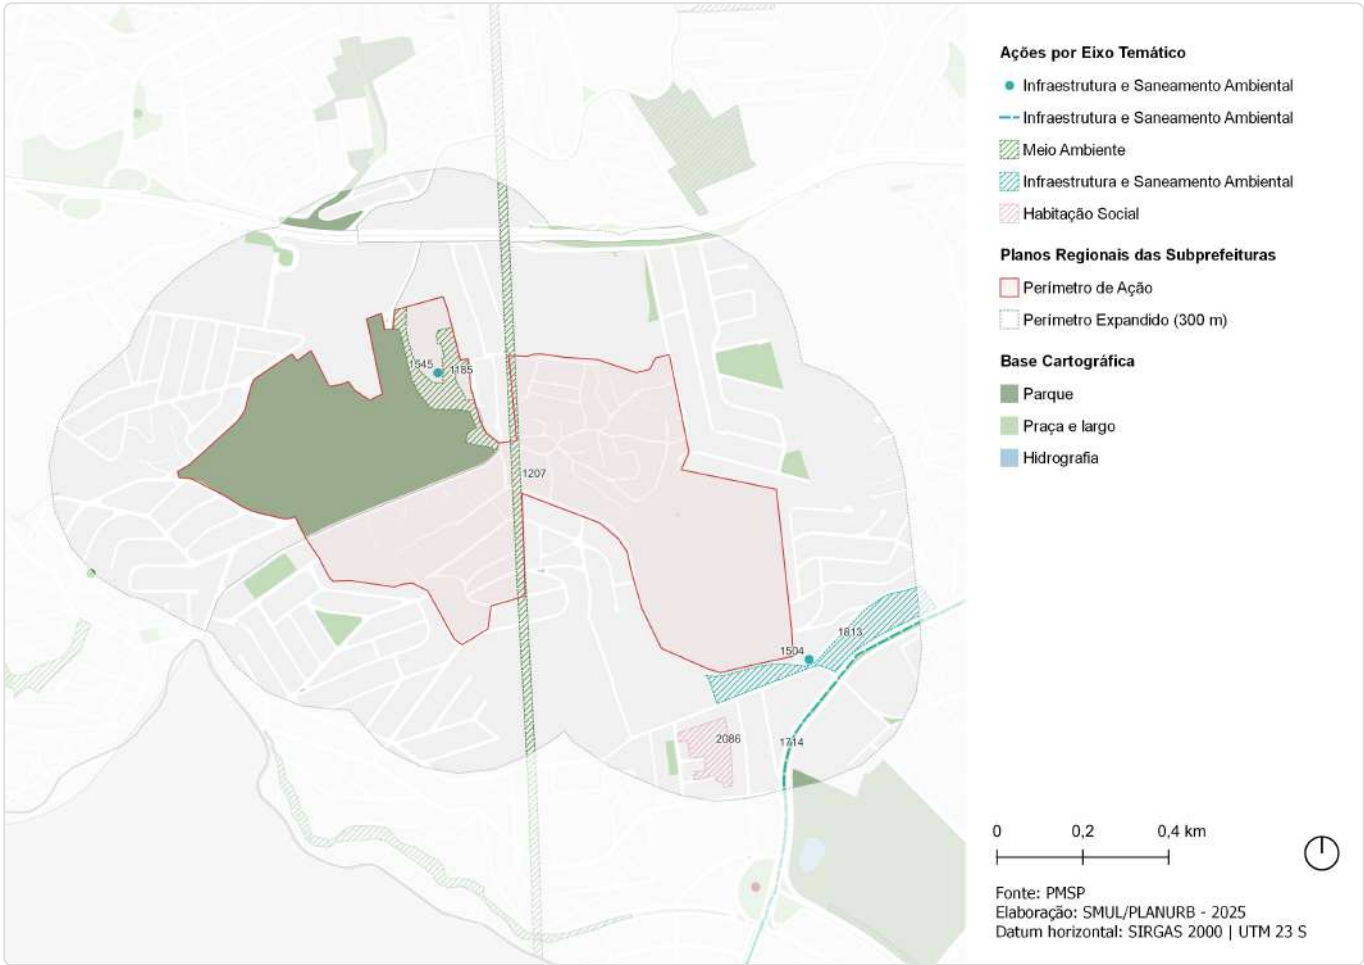 Ações por Eixo Temático
Infraestrutura e Saneamento Ambiental
Infraestrutura e Saneamento Ambiental
Meio Ambiente
Infraestrutura e Saneamento Ambiental
Habitação Social
Planos Regionais das Subprefeituras
Perímetro de Ação
Perímetro Expandido (300 m)
Base Cartográfica
Parque
Praça e largo
Hidrografia
1545
1185
1207
1813
1504
2086
1714
0 0,2 0,4 km
Fonte: PMSP
Elaboração: SMUL/PLANURB - 2025
Datum horizontal: SIRGAS 2000 | UTM 23 S